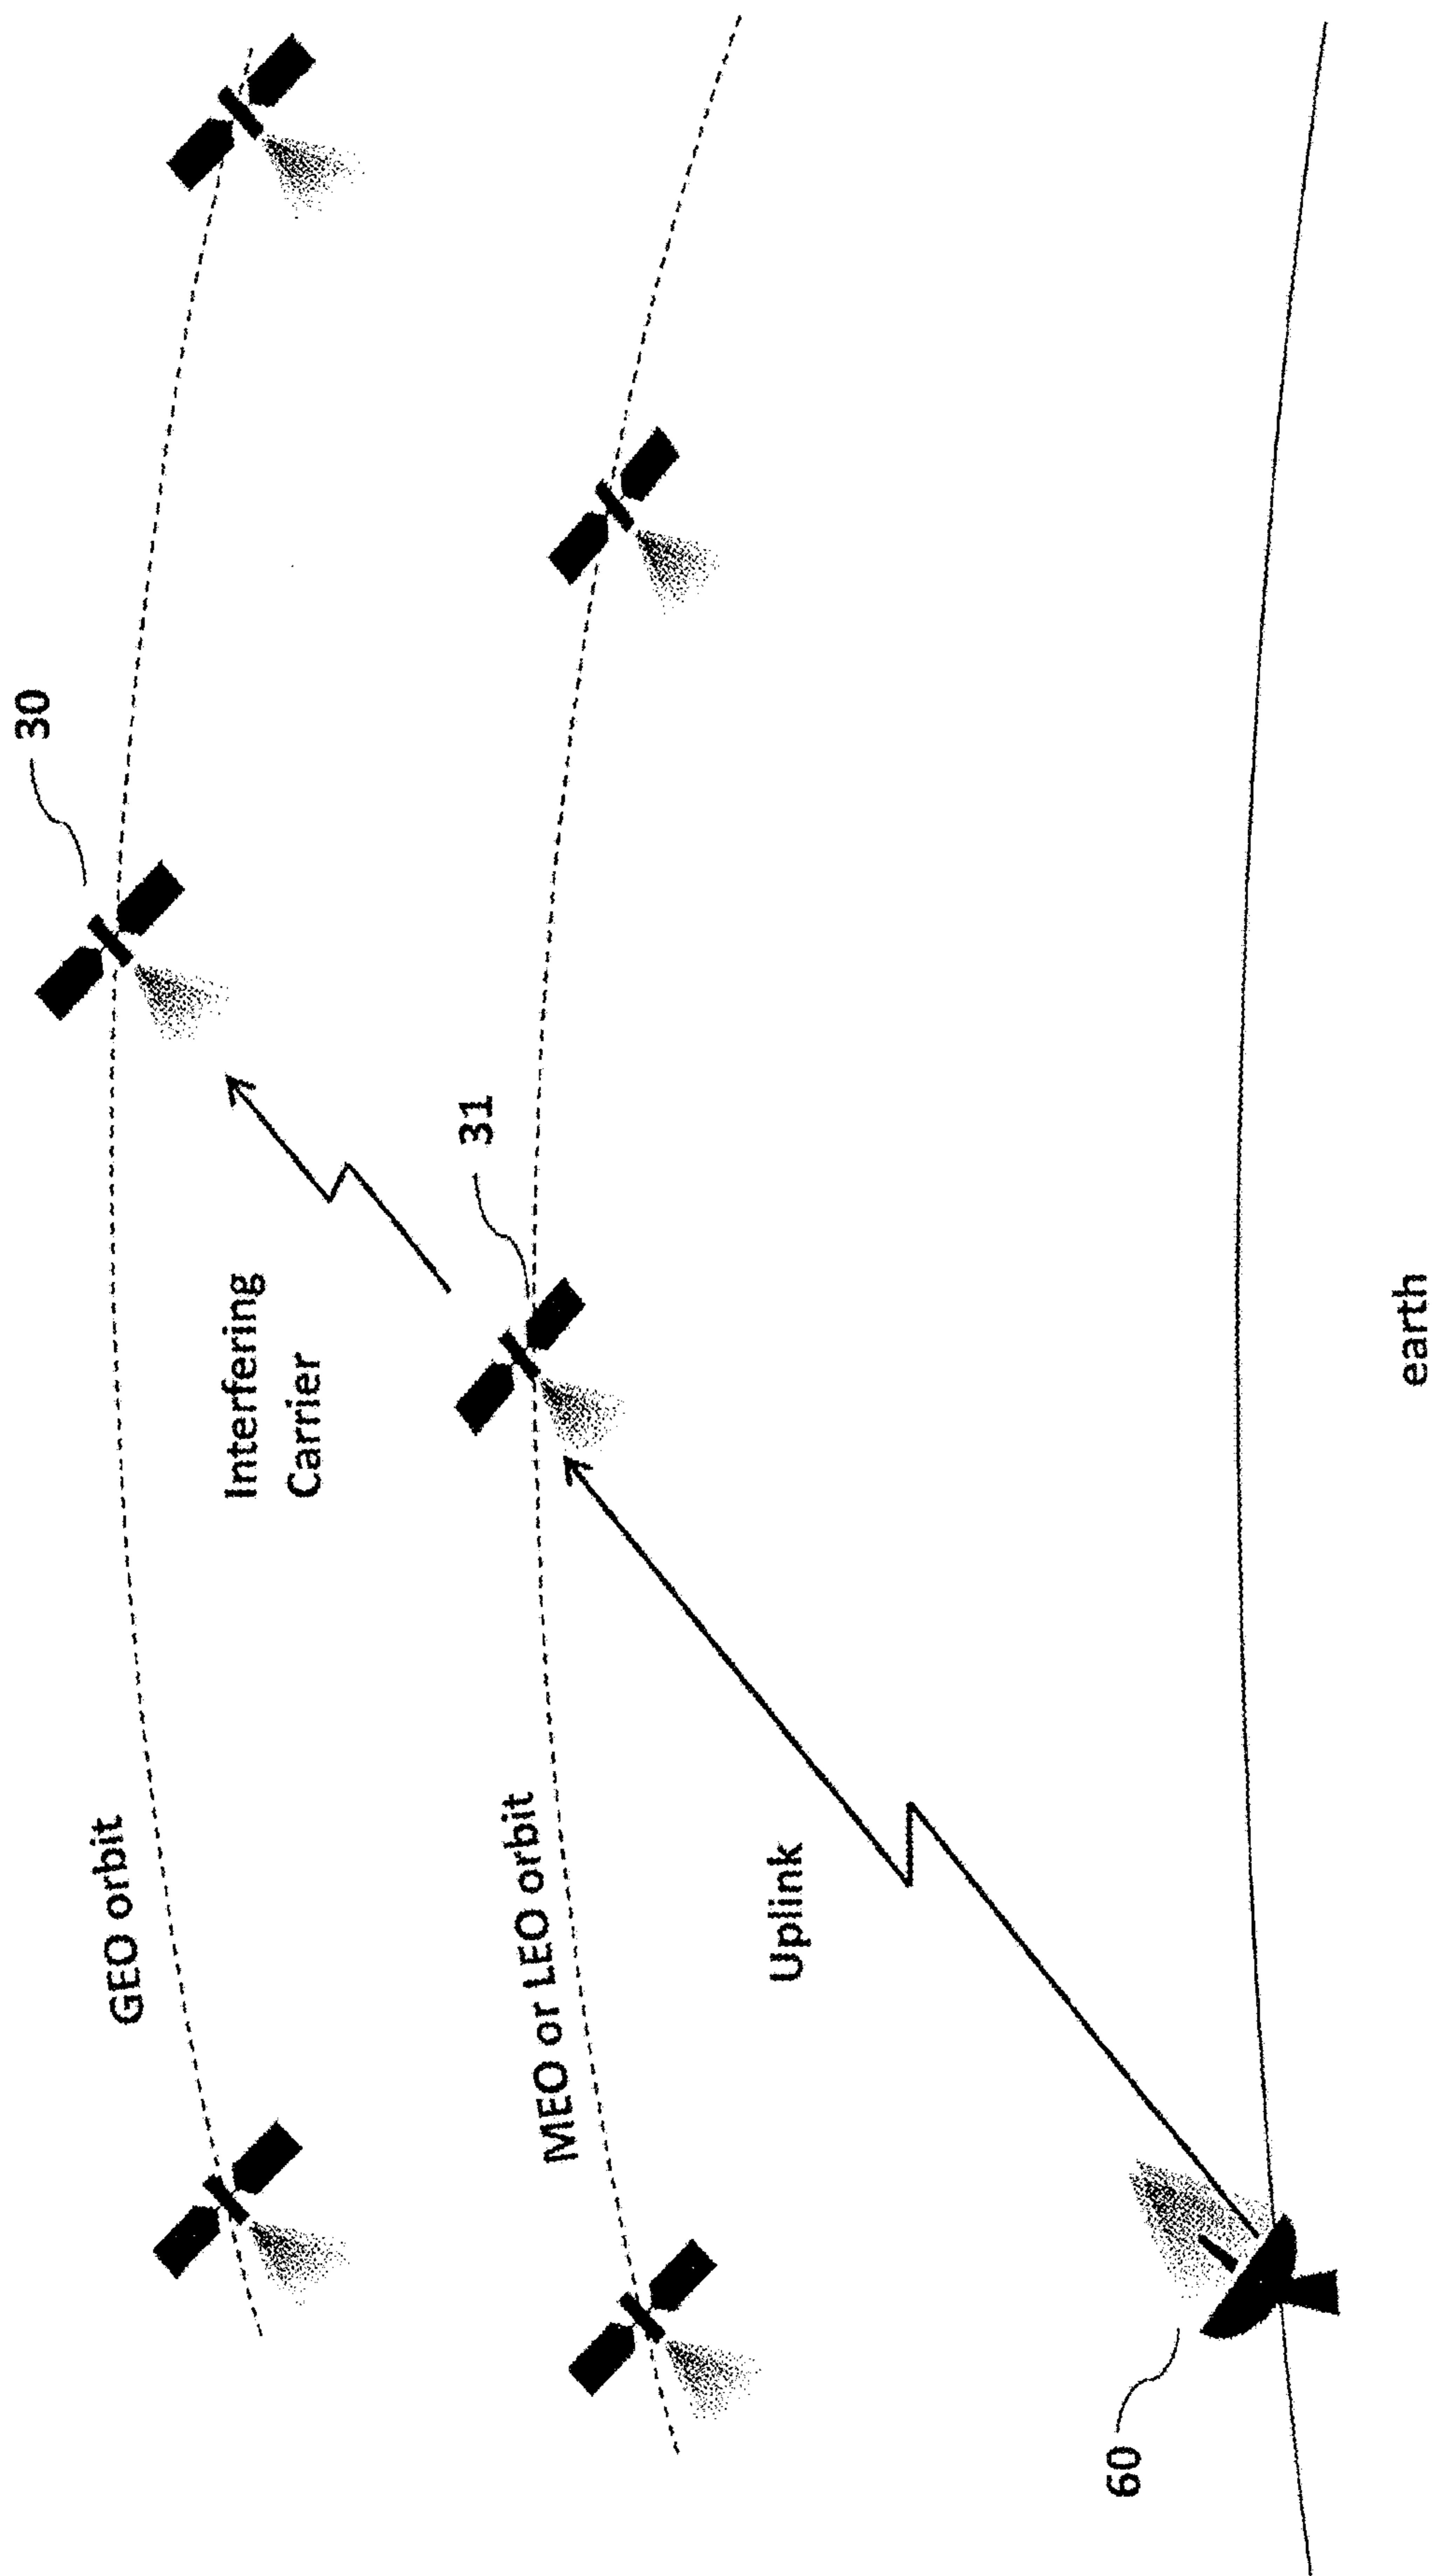 30
GEO orbit
Interfering
Carrier
31
MEO or LEO orbit
Uplink
60
earth